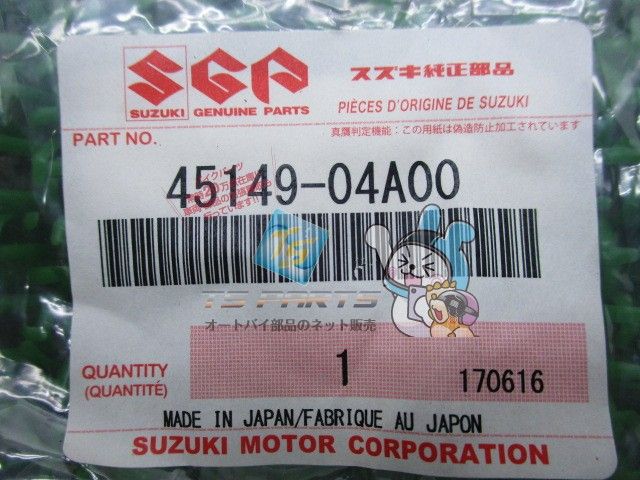 SGP
SUZUKI GENUINE PARTS
スズキ純正部品
PIÈCES D'ORIGINE DE SUZUKI
真贋判定機能：この用紙は偽造防止加工されています
PART NO.
45149-04A00
TS
TS PARTS
オートバイ部品のネット販売
QUANTITY
(QUANTITÉ)
1
170616
MADE IN JAPAN/FABRIQUE AU JAPON
SUZUKI MOTOR CORPORATION